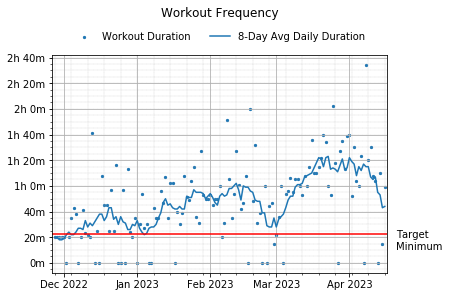 Workout Frequency
Workout Duration
8-Day Avg Daily Duration
2h 40m
2h 20m
2h 0m
1h 40m
1h 20m
1h 0m
40m
20m
0m
Target
Minimum
Dec 2022
Jan 2023
Feb 2023
Mar 2023
Apr 2023